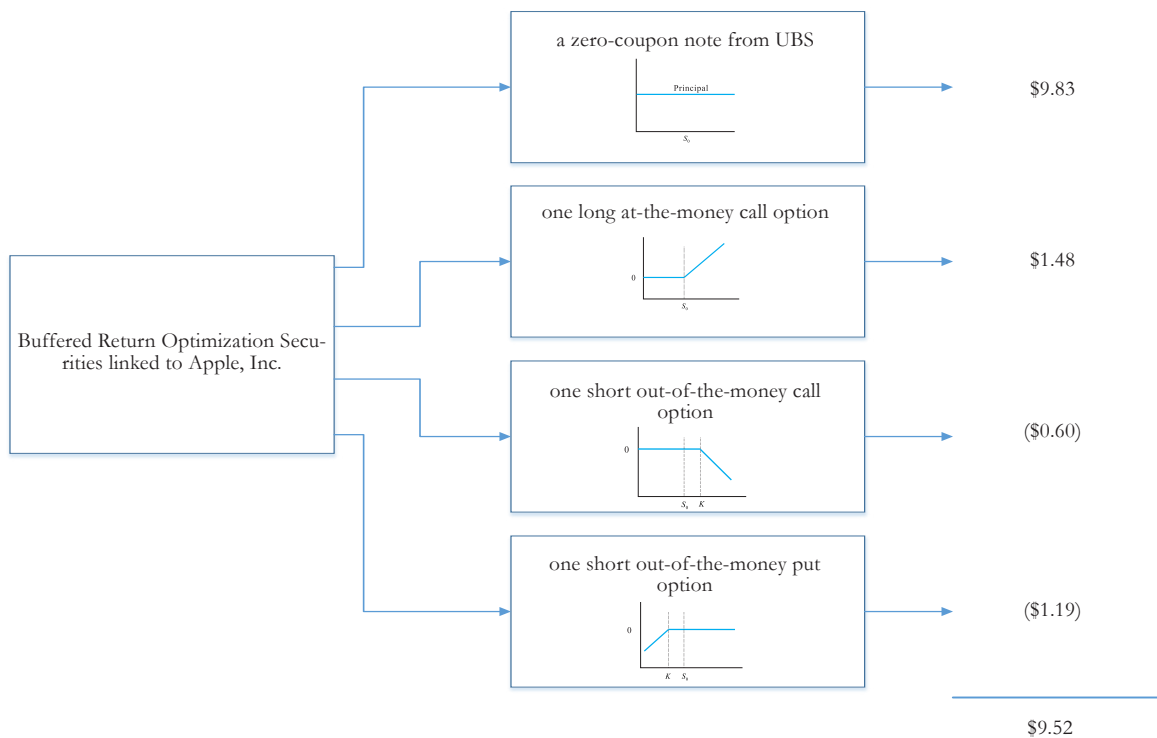 a zero-coupon note from UBS
Principal
S₀
$9.83
one long at-the-money call option
0
S₀
$1.48
Buffered Return Optimization Secu-
rities linked to Apple, Inc.
one short out-of-the-money call
option
0
S₀ K
($0.60)
one short out-of-the-money put
option
0
K S₀
($1.19)
$9.52